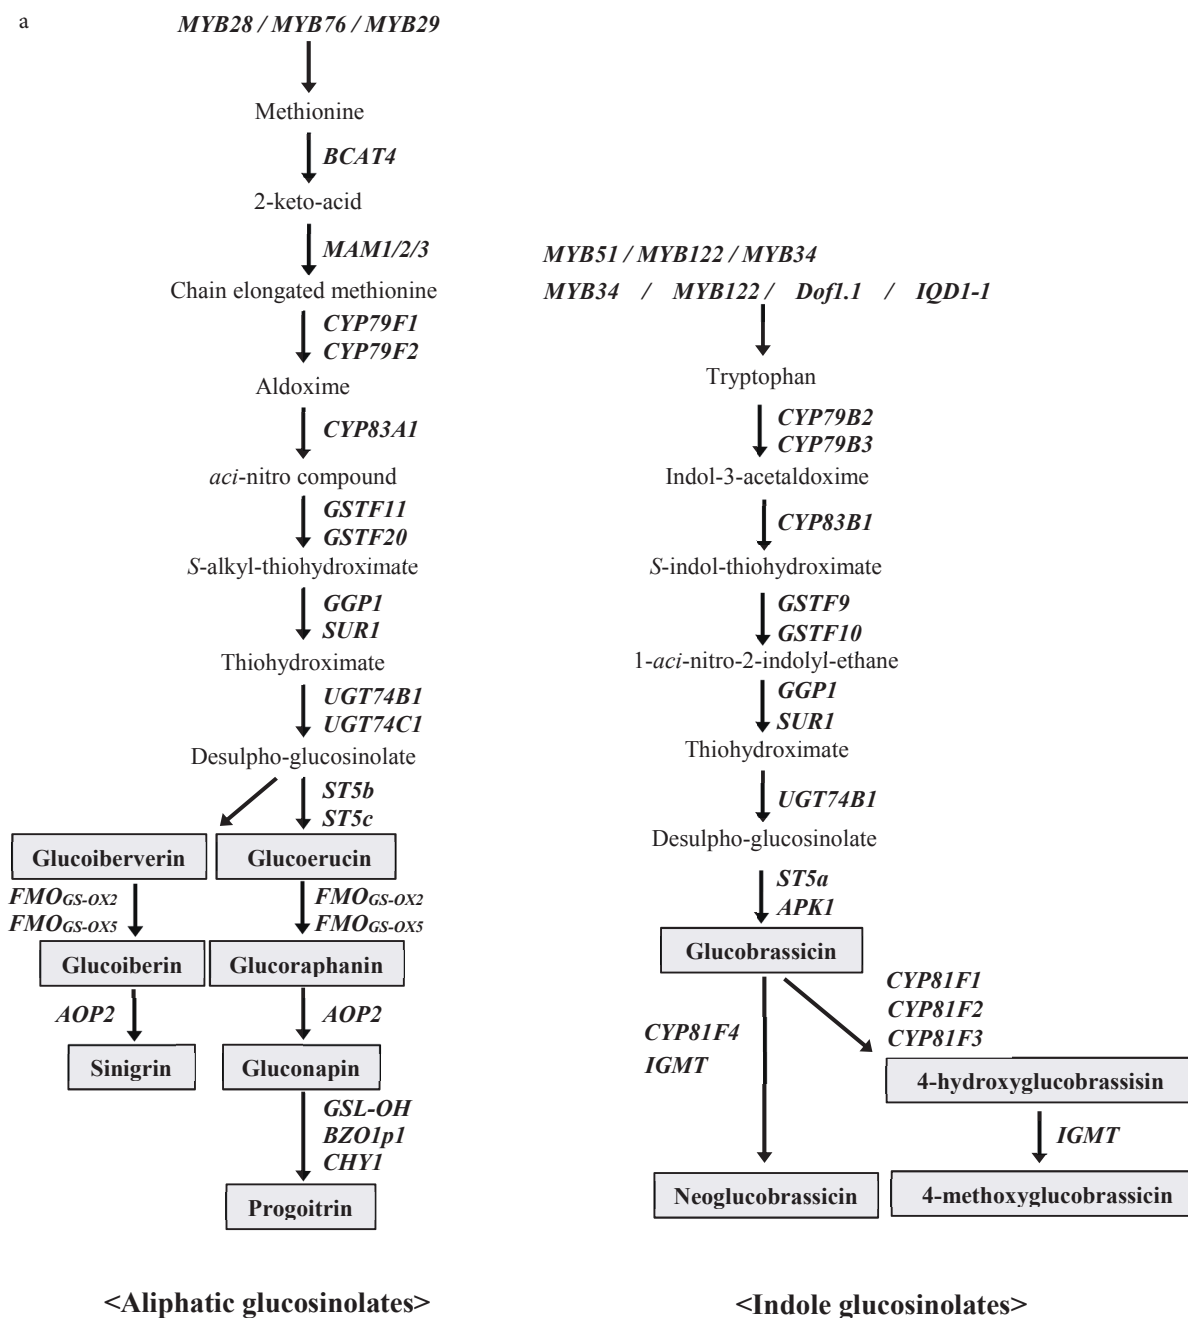 a
MYB28 / MYB76 / MYB29
Methionine
BCAT4
2-keto-acid
MAM1/2/3
Chain elongated methionine
CYP79F1
CYP79F2
Aldoxime
CYP83A1
aci-nitro compound
GSTF11
GSTF20
S-alkyl-thiohydroximate
GGP1
SUR1
Thiohydroximate
UGT74B1
UGT74C1
Desulpho-glucosinolate
ST5b
ST5c
Glucoiberverin
Glucoerucin
FMOGS-OX2
FMOGS-OX5
FMOGS-OX2
FMOGS-OX5
Glucoiberin
Glucoraphanin
AOP2
AOP2
Sinigrin
Gluconapin
GSL-OH
BZO1p1
CHY1
Progoitrin
<Aliphatic glucosinolates>
MYB51 / MYB122 / MYB34
MYB34 / MYB122 / Dof1.1 / IQD1-1
Tryptophan
CYP79B2
CYP79B3
Indol-3-acetaldoxime
CYP83B1
S-indol-thiohydroximate
GSTF9
GSTF10
1-aci-nitro-2-indolyl-ethane
GGP1
SUR1
Thiohydroximate
UGT74B1
Desulpho-glucosinolate
ST5a
APK1
Glucobrassicin
CYP81F1
CYP81F2
CYP81F3
CYP81F4
IGMT
4-hydroxyglucobrassisin
IGMT
Neoglucobrassicin
4-methoxyglucobrassicin
<Indole glucosinolates>